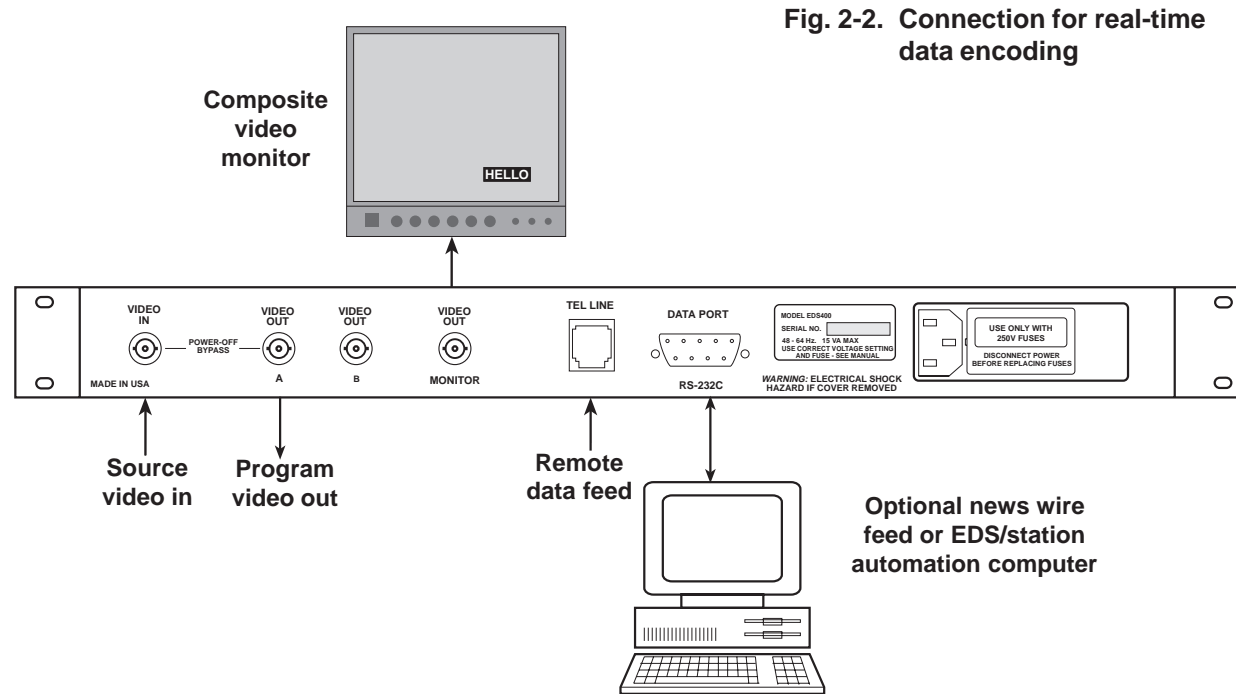 Fig. 2-2. Connection for real-time
data encoding
Composite
video
monitor
HELLO
VIDEO
IN
POWER-OFF
BYPASS
VIDEO
OUT
A
VIDEO
OUT
B
VIDEO
OUT
MONITOR
MADE IN USA
TEL LINE
DATA PORT
RS-232C
MODEL EDS400
SERIAL NO.
48 - 64 Hz. 15 VA MAX
USE CORRECT VOLTAGE SETTING
AND FUSE - SEE MANUAL
WARNING: ELECTRICAL SHOCK
HAZARD IF COVER REMOVED
USE ONLY WITH
250V FUSES
DISCONNECT POWER
BEFORE REPLACING FUSES
Source
video in
Program
video out
Remote
data feed
Optional news wire
feed or EDS/station
automation computer